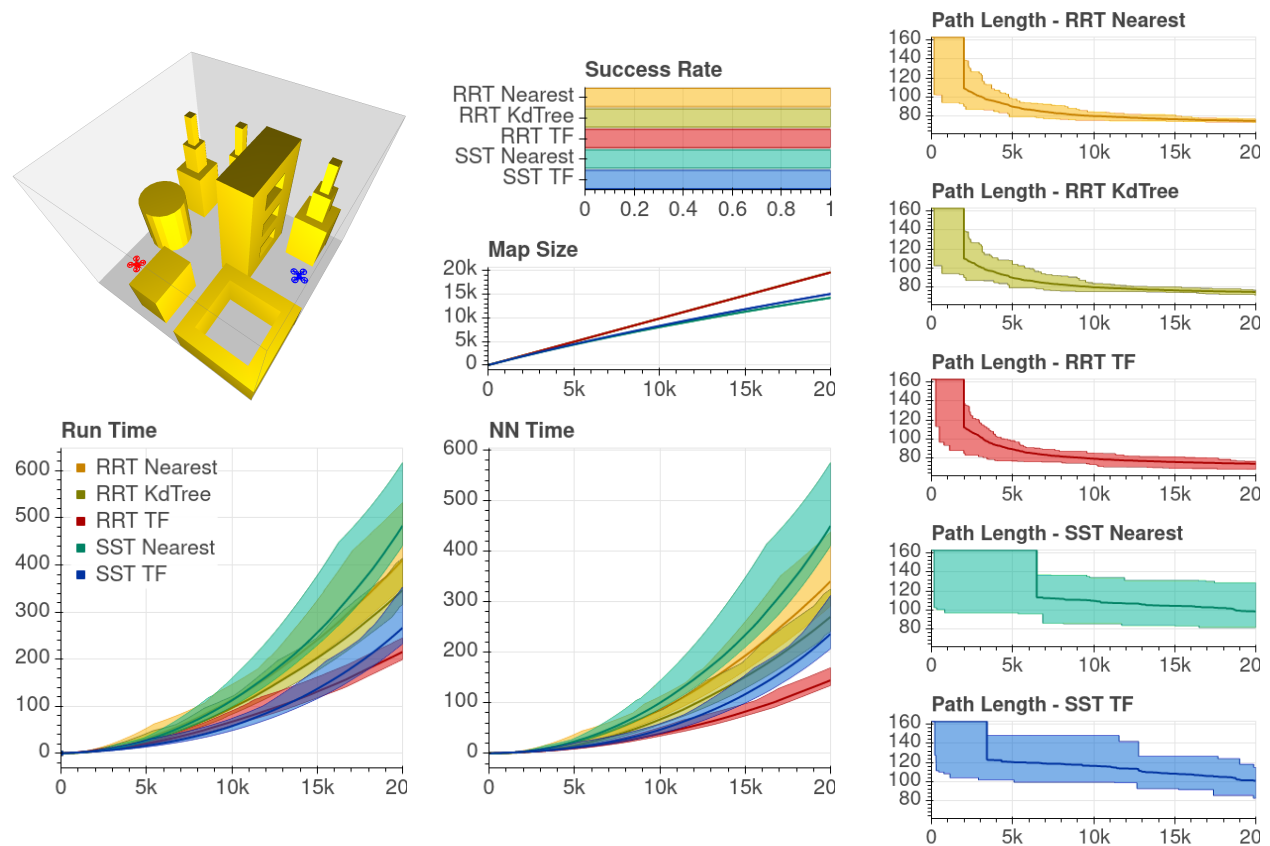 Success Rate
RRT Nearest
RRT KdTree
RRT TF
SST Nearest
SST TF
0 0.2 0.4 0.6 0.8 1
Map Size
20k
15k
10k
5k
0
0 5k 10k 15k 20
Run Time
600
500
400
300
200
100
0
0 5k 10k 15k 20
RRT Nearest
RRT KdTree
RRT TF
SST Nearest
SST TF
NN Time
600
500
400
300
200
100
0
0 5k 10k 15k 20
Path Length - RRT Nearest
160
140
120
100
80
0 5k 10k 15k 20
Path Length - RRT KdTree
160
140
120
100
80
0 5k 10k 15k 20
Path Length - RRT TF
160
140
120
100
80
0 5k 10k 15k 20
Path Length - SST Nearest
160
140
120
100
80
0 5k 10k 15k 20
Path Length - SST TF
160
140
120
100
80
0 5k 10k 15k 20